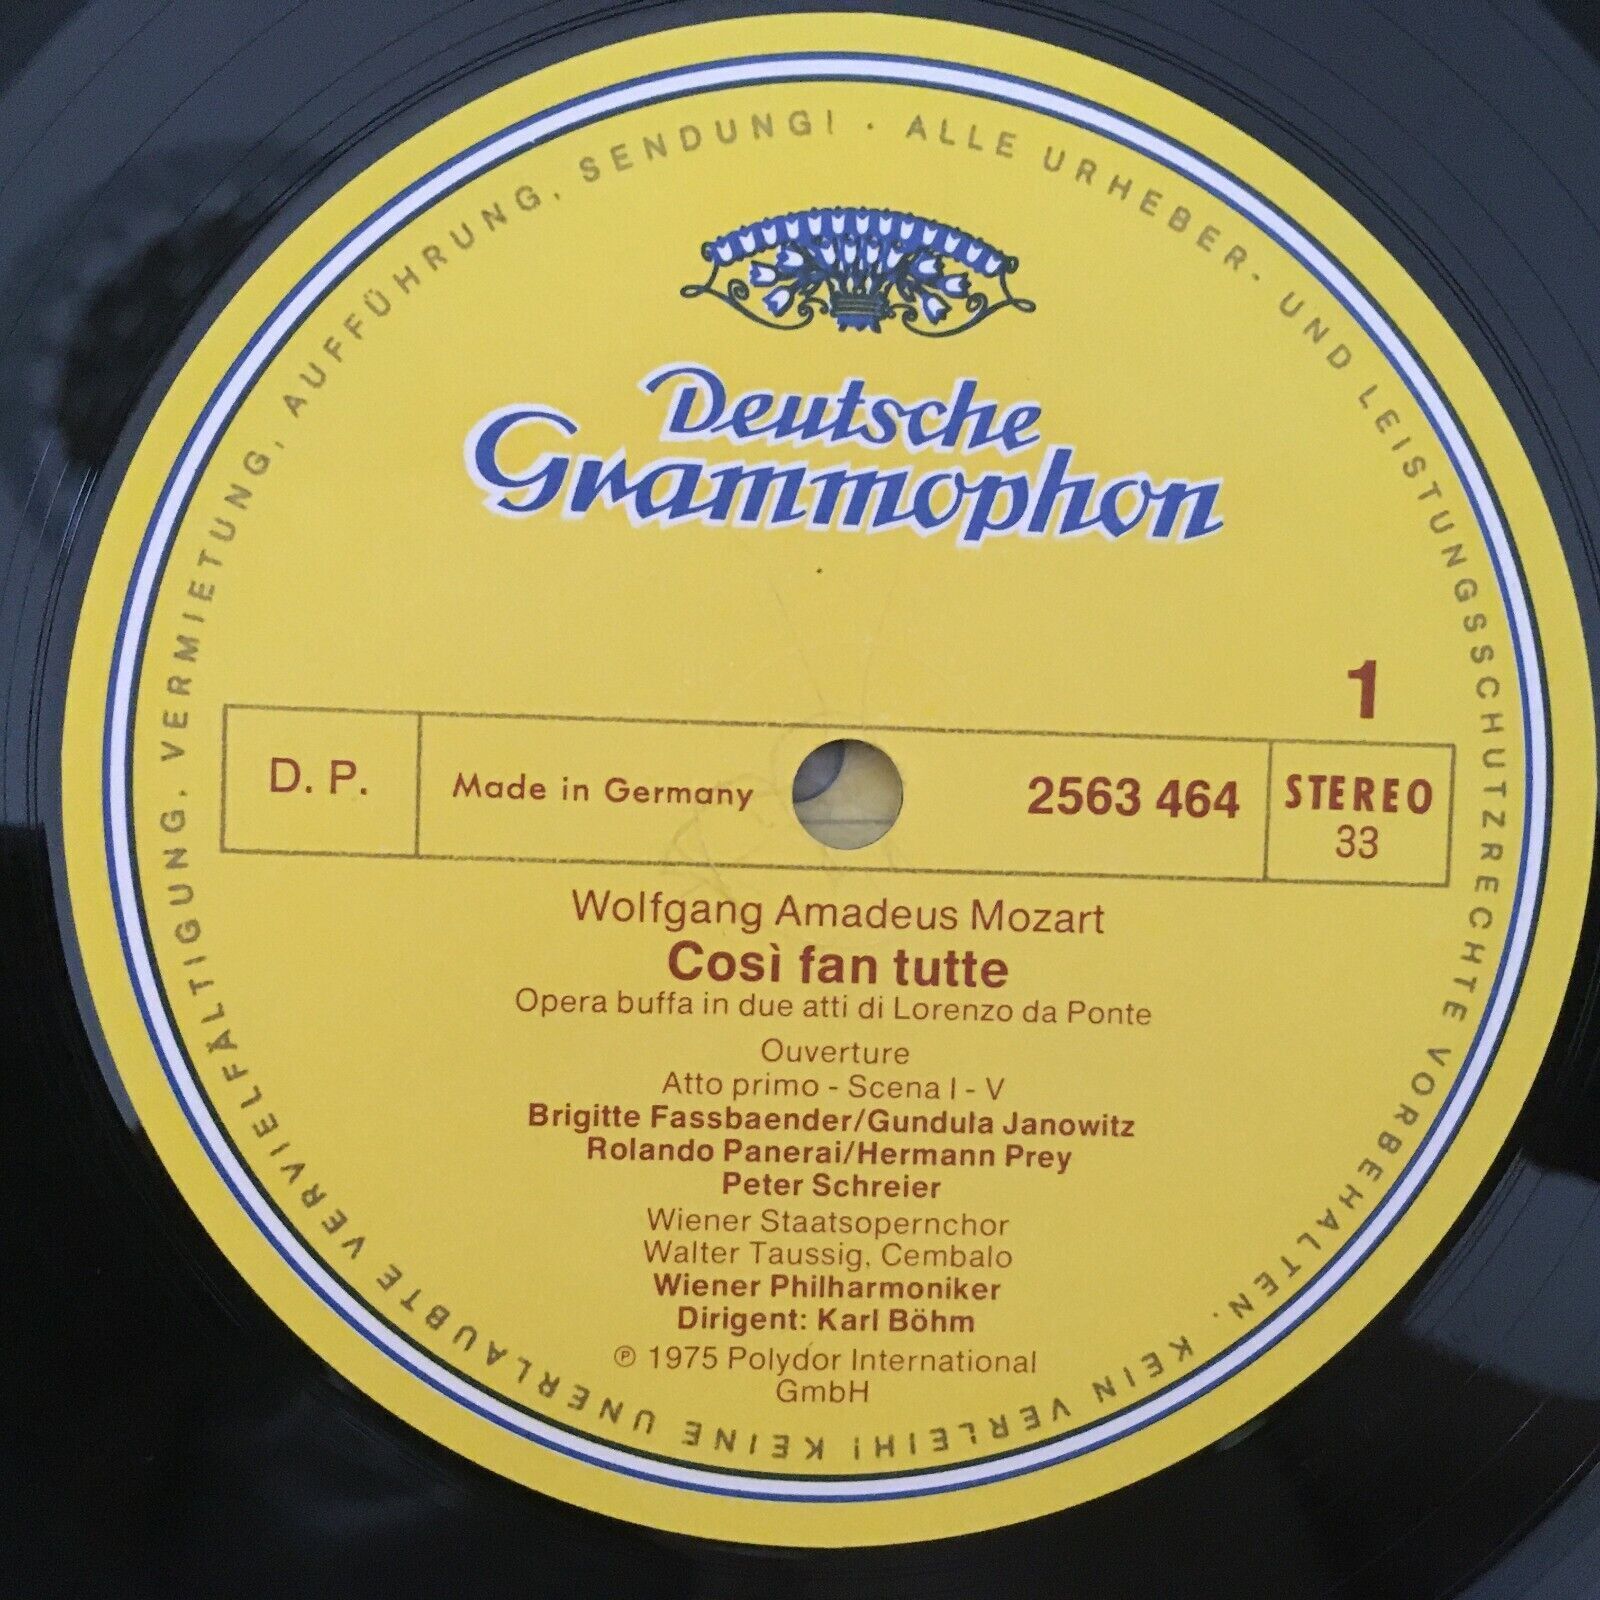 ALLE URHEBER- UND LEISTUNGSSCHUTZRECHTE VORBEHALTEN. KEIN VERLEIH! KEINE UNERLAUBTE VERVIELFÄLTIGUNG, VERMIETUNG, AUFFÜHRUNG, SENDUNG! ·
Deutsche
Grammophon
1
D. P.
Made in Germany
2563 464
STEREO
33
Wolfgang Amadeus Mozart
Così fan tutte
Opera buffa in due atti di Lorenzo da Ponte
Ouverture
Atto primo - Scena I - V
Brigitte Fassbaender/Gundula Janowitz
Rolando Panerai/Hermann Prey
Peter Schreier
Wiener Staatsopernchor
Walter Taussig, Cembalo
Wiener Philharmoniker
Dirigent: Karl Böhm
℗ 1975 Polydor International
GmbH